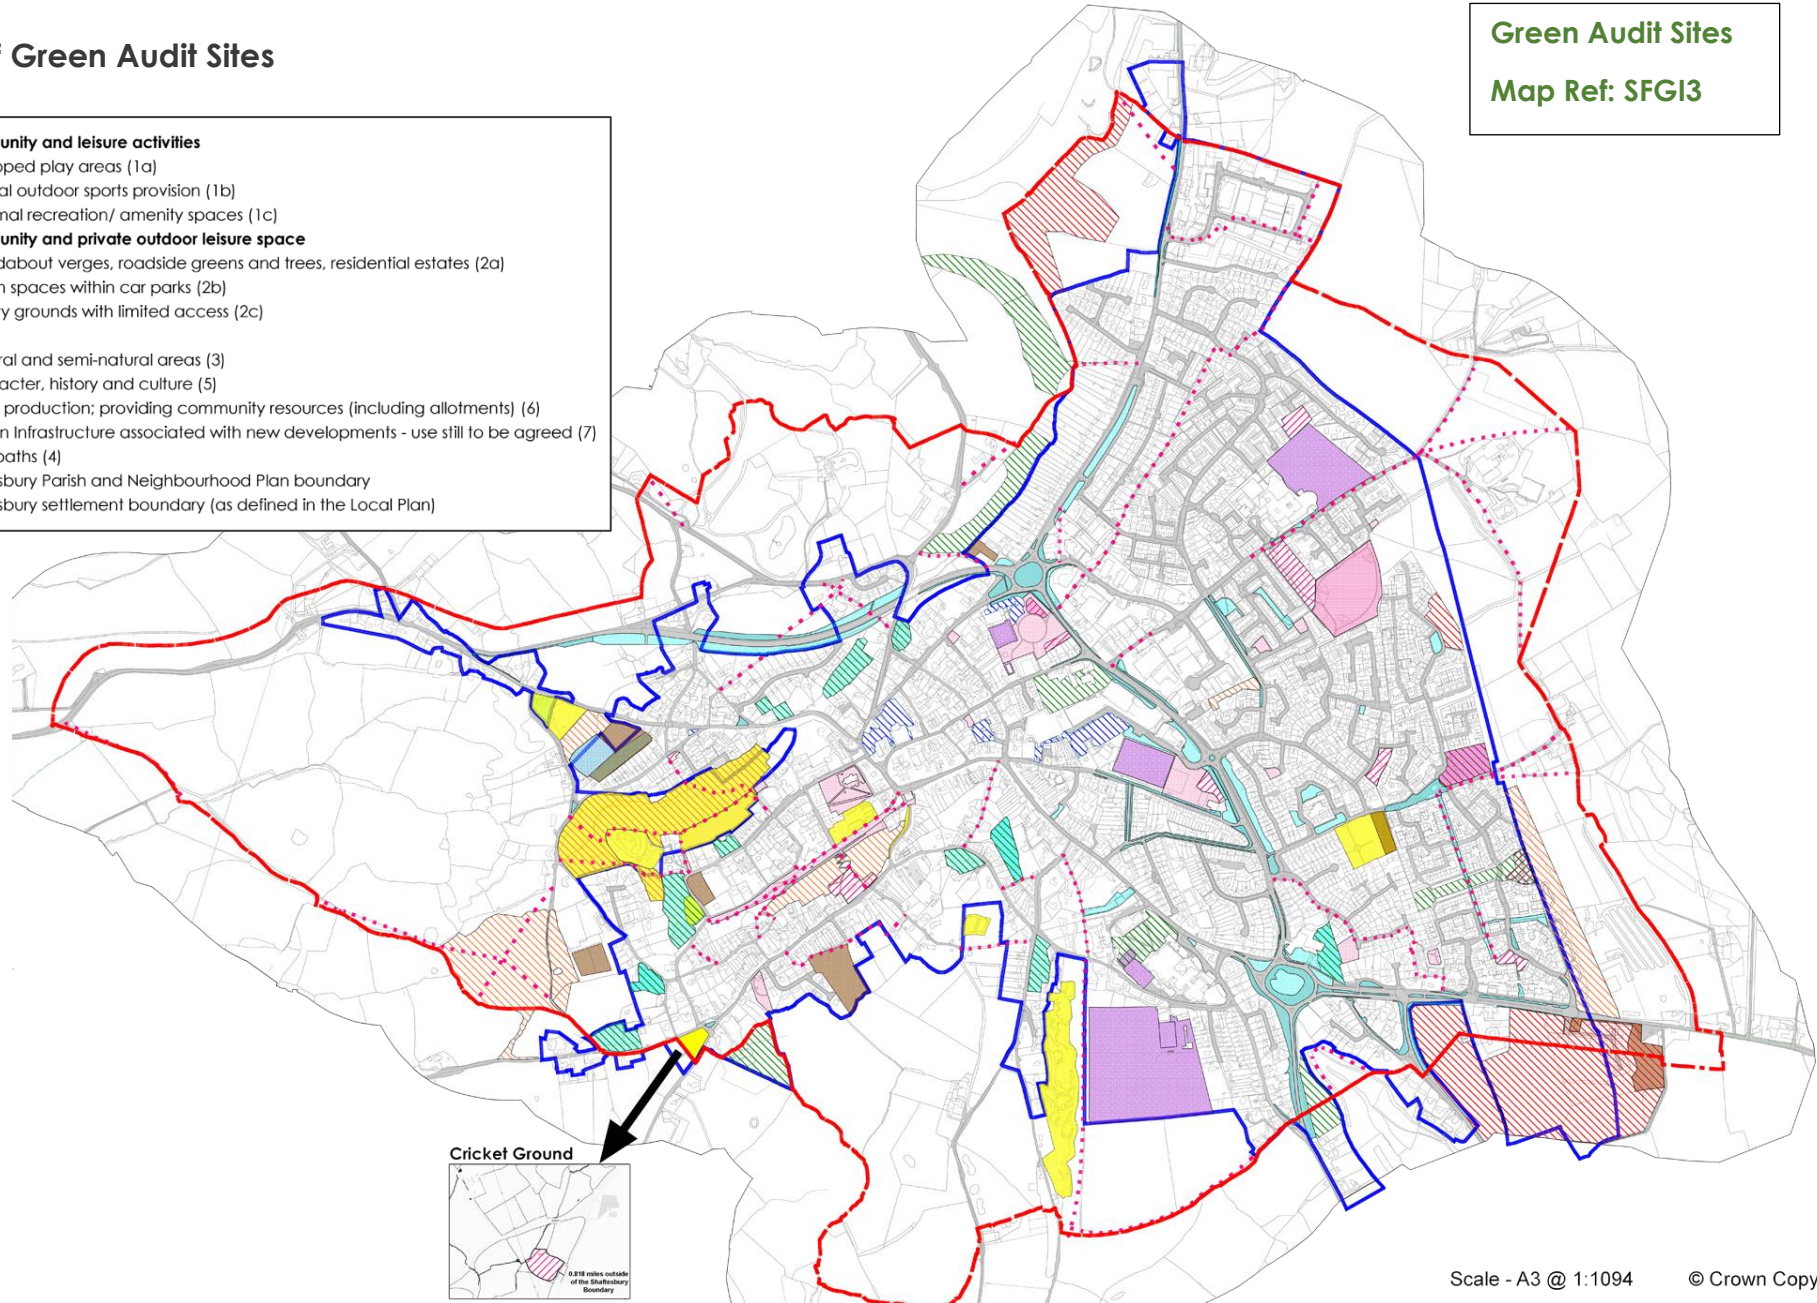 f Green Audit Sites
Green Audit Sites
Map Ref: SFGI3
unity and leisure activities
pped play areas (1a)
al outdoor sports provision (1b)
mal recreation/ amenity spaces (1c)
unity and private outdoor leisure space
dabout verges, roadside greens and trees, residential estates (2a)
n spaces within car parks (2b)
ty grounds with limited access (2c)
ral and semi-natural areas (3)
acter, history and culture (5)
production; providing community resources (including allotments) (6)
n Infrastructure associated with new developments - use still to be agreed (7)
paths (4)
sbury Parish and Neighbourhood Plan boundary
sbury settlement boundary (as defined in the Local Plan)
Cricket Ground
0.818 miles outside
of the Shaftesbury
Boundary
Scale - A3 @ 1:1094
© Crown Copy